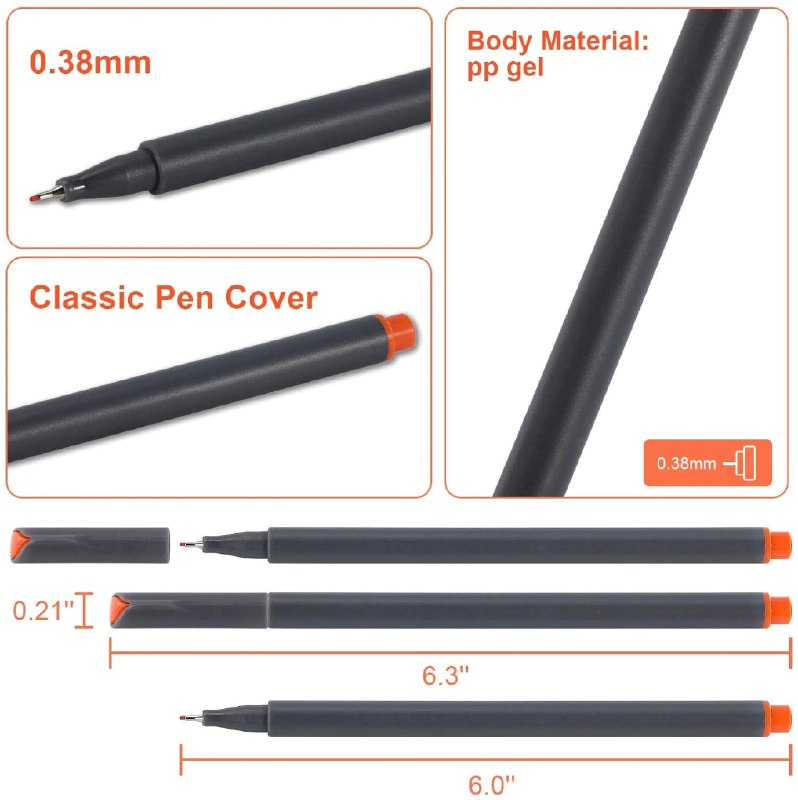 0.38mm
Body Material:
pp gel
Classic Pen Cover
0.38mm
0.21"
6.3"
6.0"